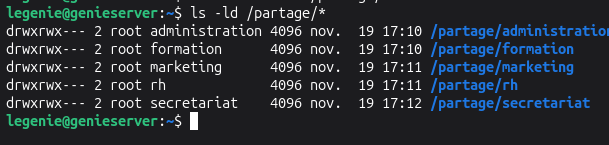 legenie@genieserver:~$ ls -ld /partage/*
drwxrwx--- 2 root administration 4096 nov.  19 17:10 /partage/administration
drwxrwx--- 2 root formation      4096 nov.  19 17:10 /partage/formation
drwxrwx--- 2 root marketing      4096 nov.  19 17:11 /partage/marketing
drwxrwx--- 2 root rh             4096 nov.  19 17:11 /partage/rh
drwxrwx--- 2 root secretariat    4096 nov.  19 17:12 /partage/secretariat
legenie@genieserver:~$